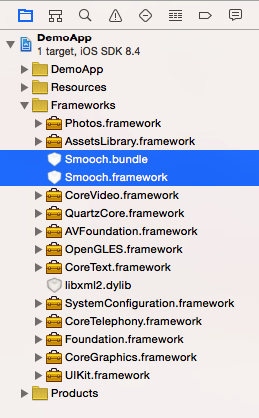 DemoApp
1 target, iOS SDK 8.4
DemoApp
Resources
Frameworks
Photos.framework
AssetsLibrary.framework
Smooch.bundle
Smooch.framework
CoreVideo.framework
QuartzCore.framework
AVFoundation.framework
OpenGLES.framework
CoreText.framework
libxml2.dylib
SystemConfiguration.framework
CoreTelephony.framework
Foundation.framework
CoreGraphics.framework
UIKit.framework
Products